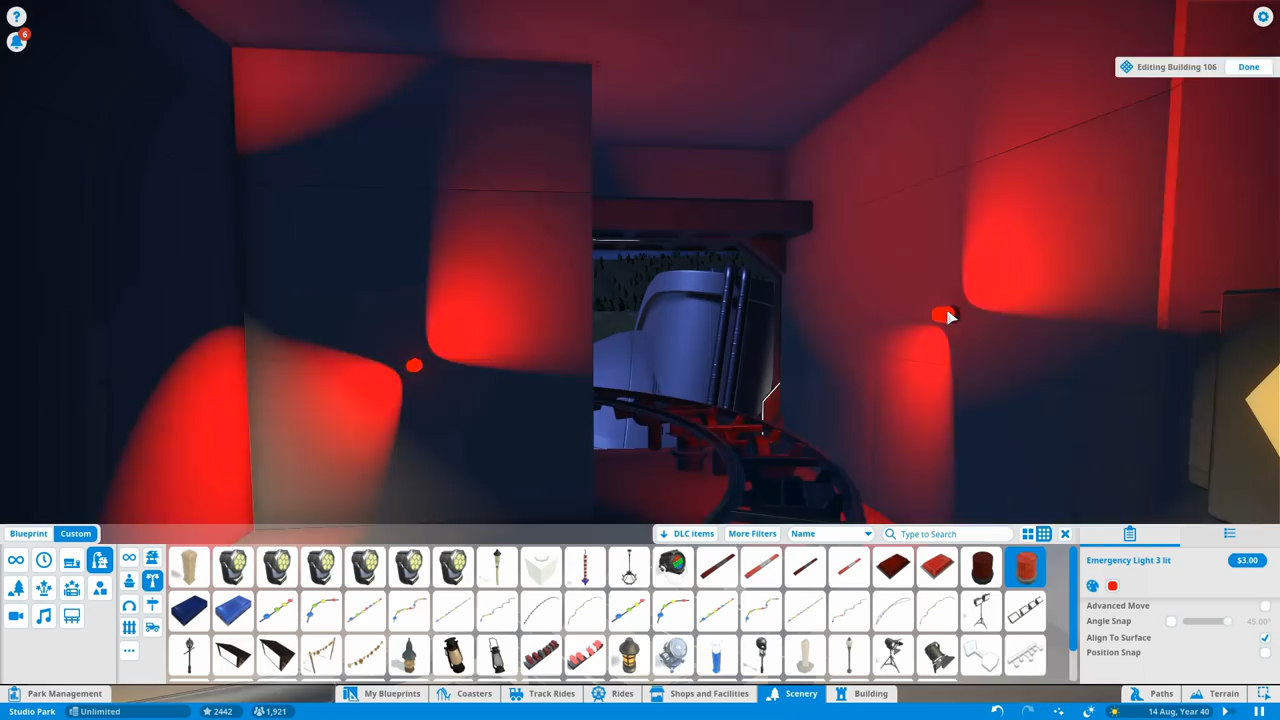 ?
6
Editing Building 106
Done
Blueprint
Custom
DLC items
More Filters
Name
Type to Search
Emergency Light 3 lit
$3.00
Advanced Move
Angle Snap
45.00°
Align To Surface
Position Snap
Park Management
My Blueprints
Coasters
Track Rides
Rides
Shops and Facilities
Scenery
Building
Paths
Terrain
Studio Park
Unlimited
2442
1,921
14 Aug, Year 40